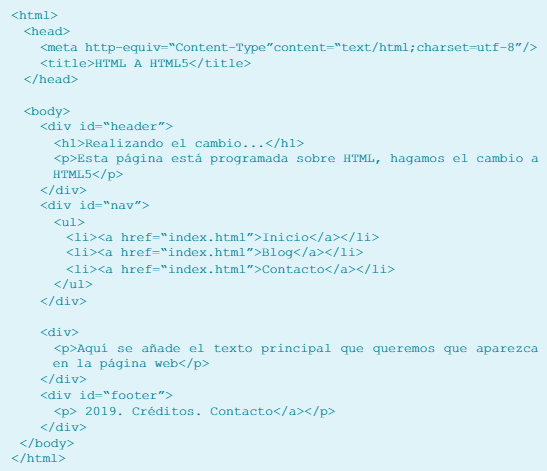 <html>
<head>
<meta http-equiv=“Content-Type”content=“text/html;charset=utf-8”/>
<title>HTML A HTML5</title>
</head>
<body>
<div id=“header”>
<hl>Realizando el cambio...</hl>
<p>Esta página está programada sobre HTML, hagamos el cambio a
HTML5</p>
</div>
<div id=“nav”>
<ul>
<li><a href=“index.html”>Inicio</a></li>
<li><a href=“index.html”>Blog</a></li>
<li><a href=“index.html”>Contacto</a></li>
</ul>
</div>
<div>
<p>Aquí se añade el texto principal que queremos que aparezca
en la página web</p>
</div>
<div id=“footer”>
<p> 2019. Créditos. Contacto</a></p>
</div>
</body>
</html>